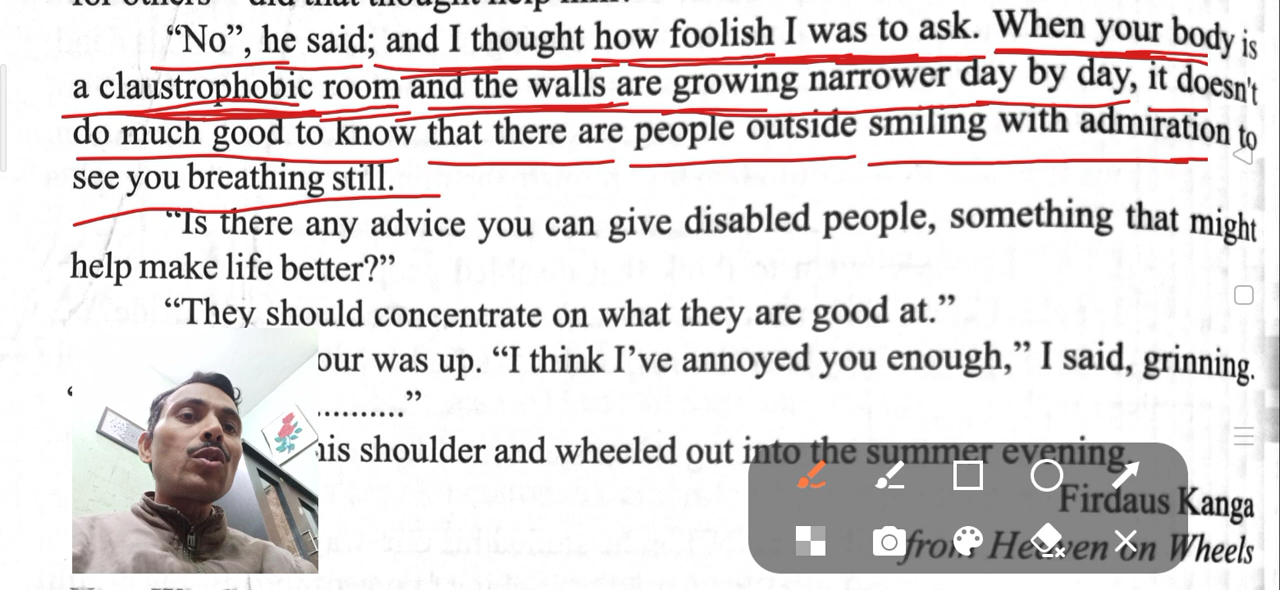 "No", he said; and I thought how foolish I was to ask. When your body is
a claustrophobic room and the walls are growing narrower day by day, it doesn't
do much good to know that there are people outside smiling with admiration to
see you breathing still.
"Is there any advice you can give disabled people, something that might
help make life better?"
"They should concentrate on what they are good at."
our was up. "I think I've annoyed you enough," I said, grinning.
.........."
his shoulder and wheeled out into the summer evening.
Firdaus Kanga
from Heaven on Wheels